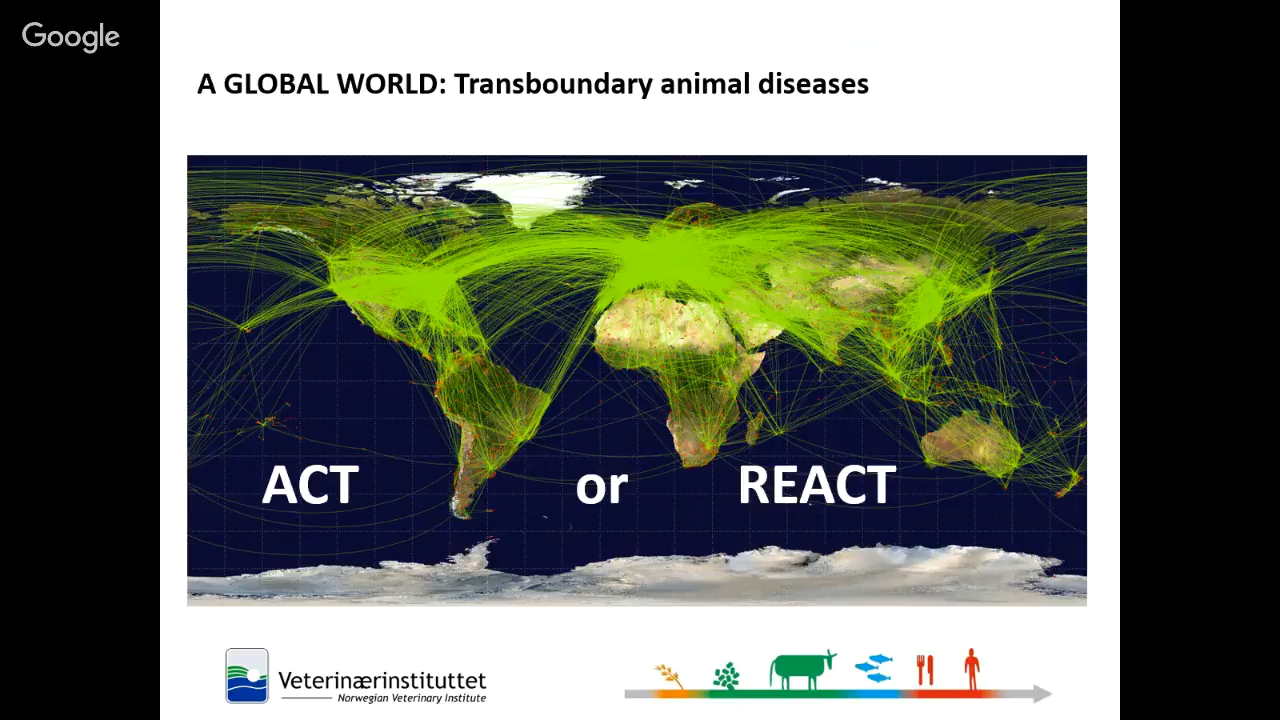 Google
A GLOBAL WORLD: Transboundary animal diseases
ACT or REACT
Veterinærinstituttet
Norwegian Veterinary Institute